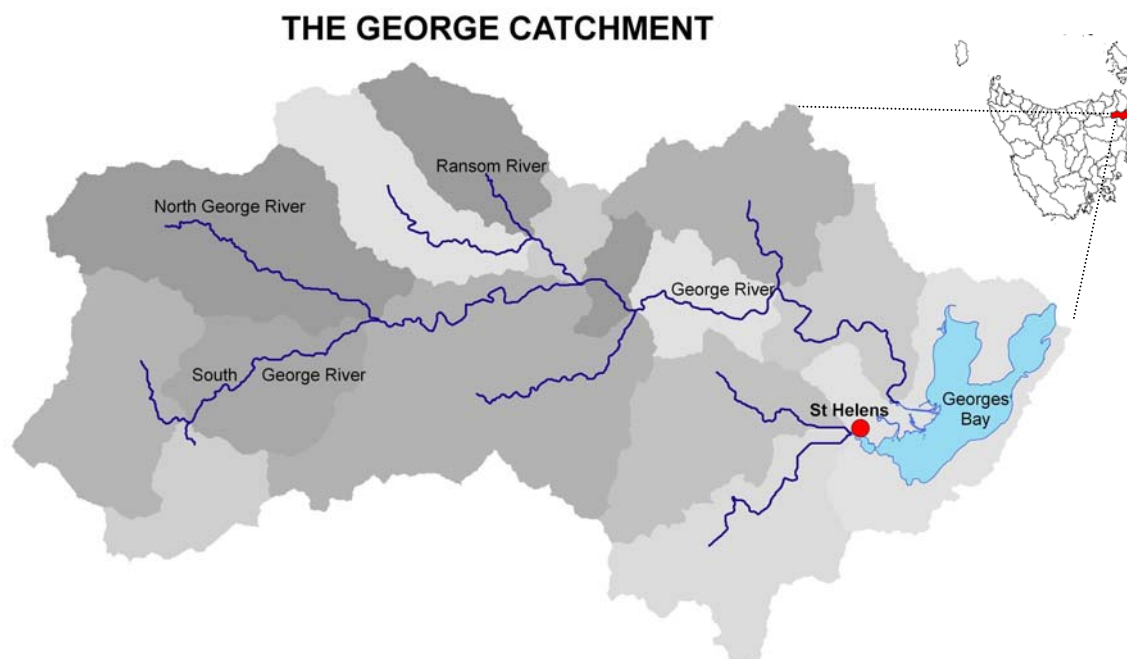 THE GEORGE CATCHMENT
Ransom River
North George River
George River
South George River
St Helens
Georges
Bay